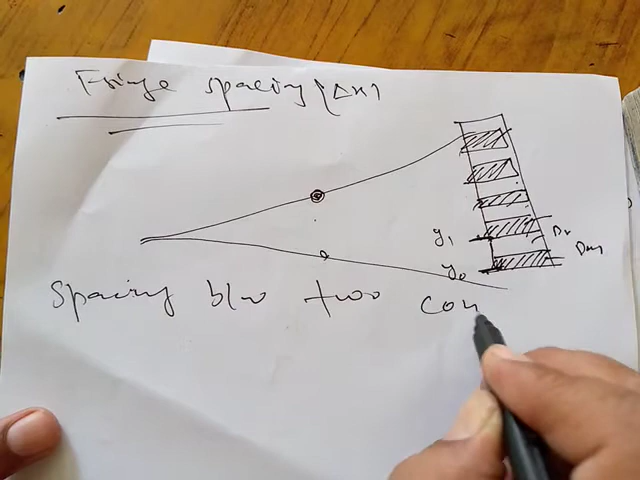 Fringe spacing (Δx)
y₁
y₀
Spacing b/w two con